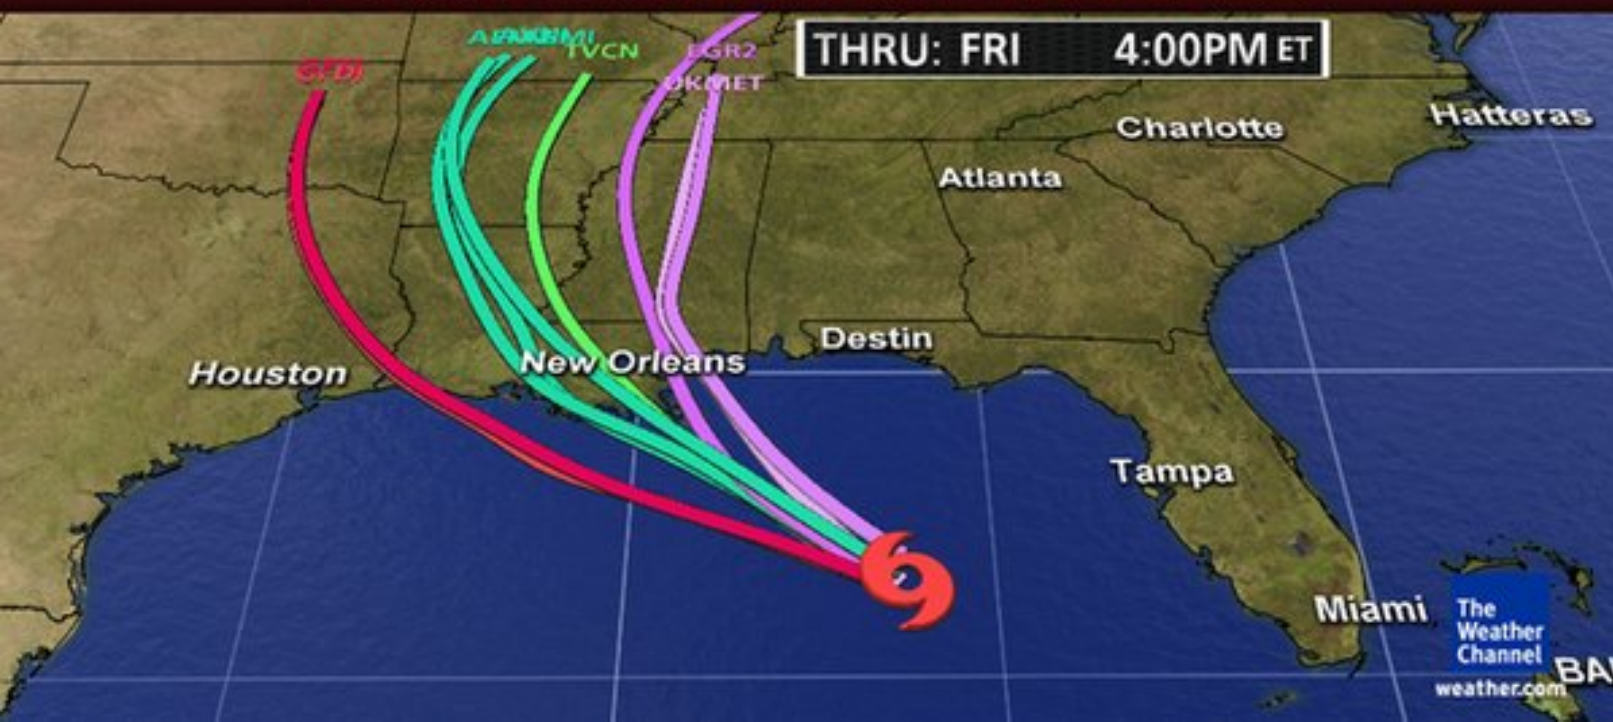 THRU: FRI 4:00PM ET
TVCN
EGR2
UKMET
Hatteras
Charlotte
Atlanta
Destin
New Orleans
Houston
Tampa
Miami
The
Weather
Channel
weather.com
BA